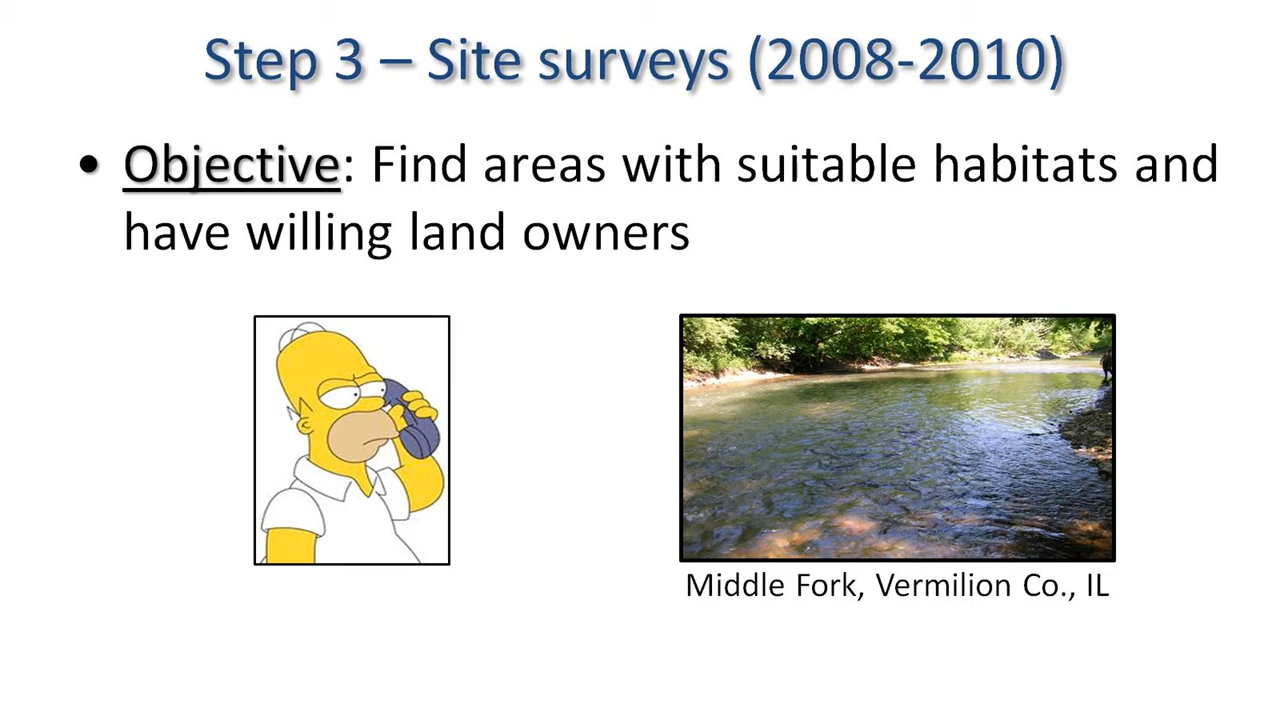 Step 3 – Site surveys (2008-2010)
• Objective: Find areas with suitable habitats and
have willing land owners
Middle Fork, Vermilion Co., IL